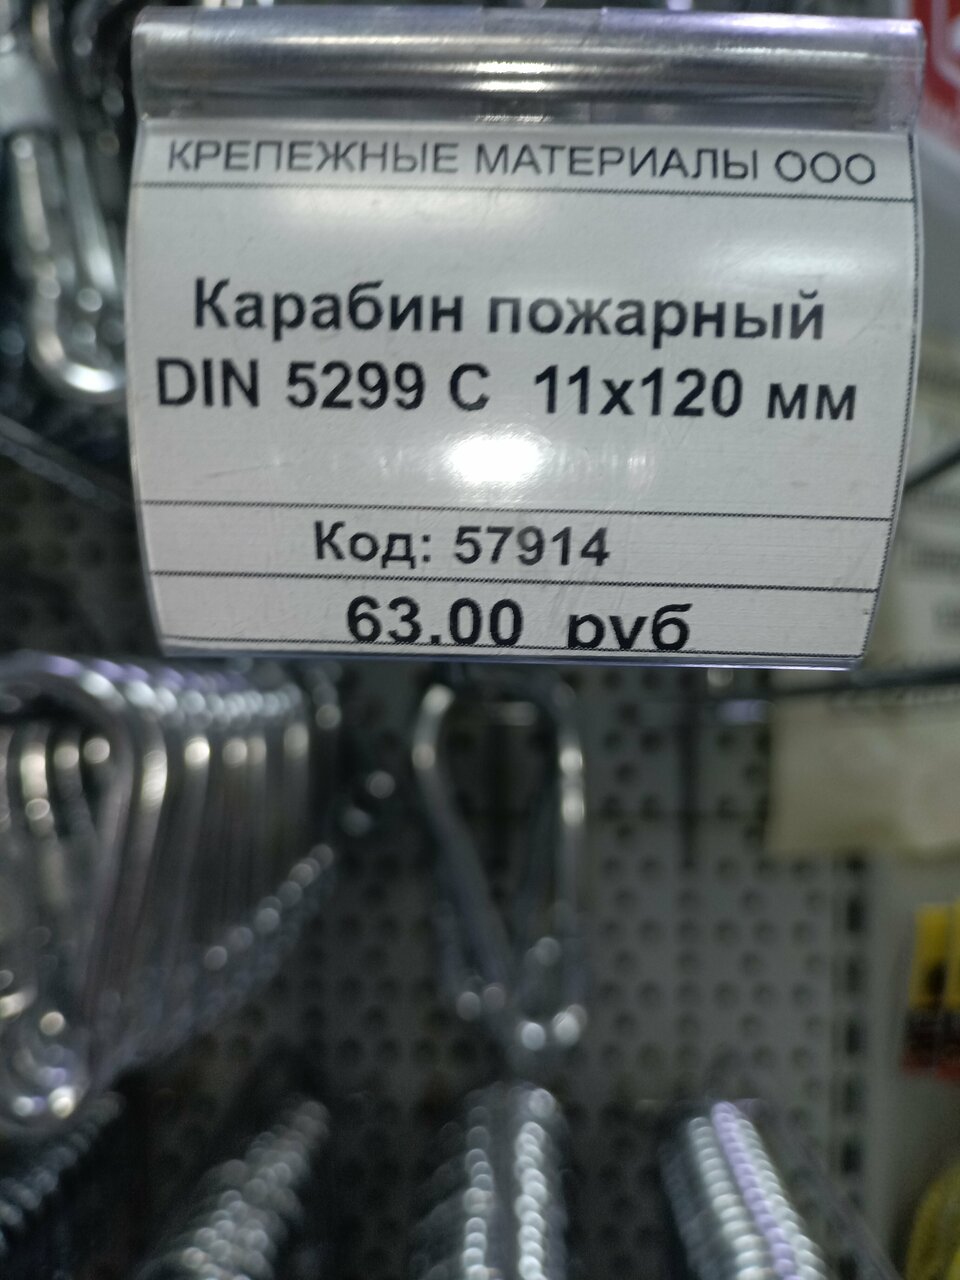 КРЕПЕЖНЫЕ МАТЕРИАЛЫ ООО
Карабин пожарный
DIN 5299 C 11x120 мм
Код: 57914
63.00 руб